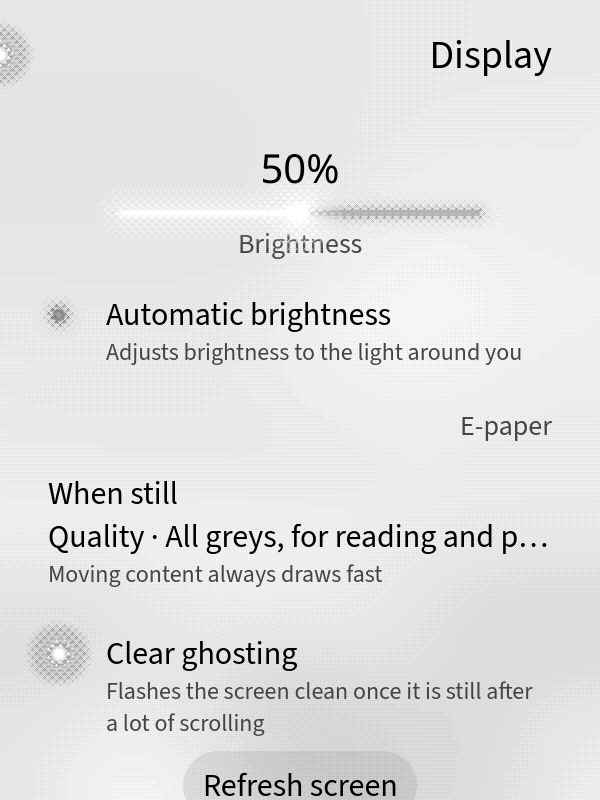 Display
50%
Brightness
Automatic brightness
Adjusts brightness to the light around you
E-paper
When still
Quality · All greys, for reading and p…
Moving content always draws fast
Clear ghosting
Flashes the screen clean once it is still after
a lot of scrolling
Refresh screen